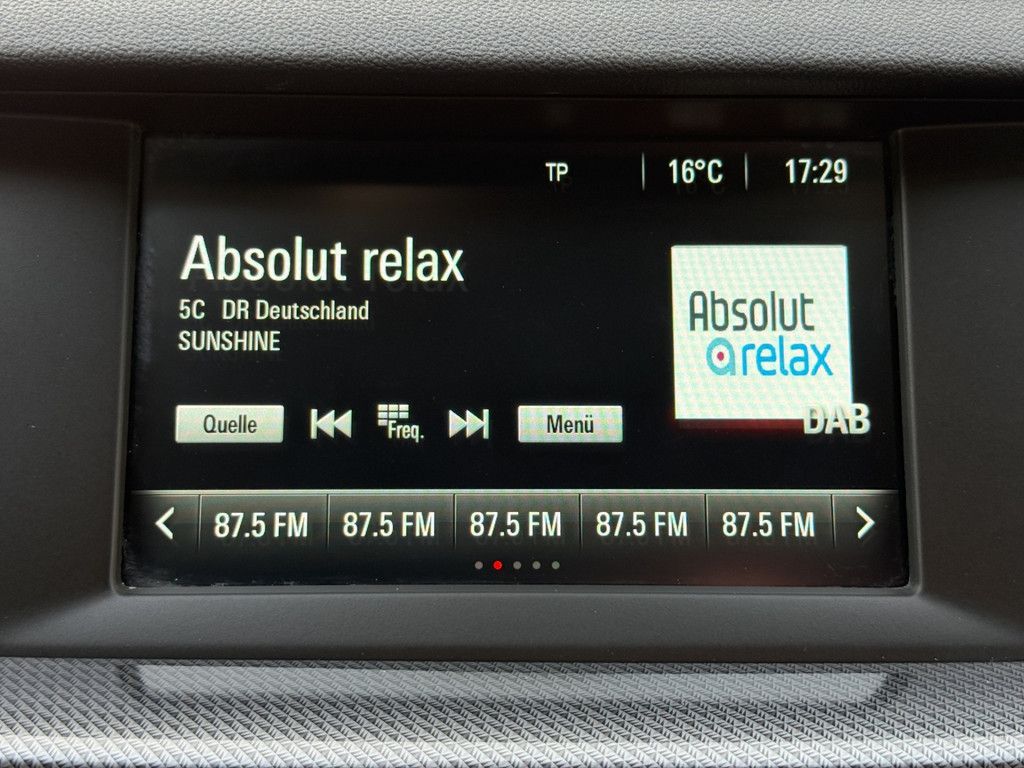 TP 16°C 17:29
Absolut relax
5C DR Deutschland
SUNSHINE
Absolut
relax
DAB
Quelle Freq. Menü
87.5 FM 87.5 FM 87.5 FM 87.5 FM 87.5 FM